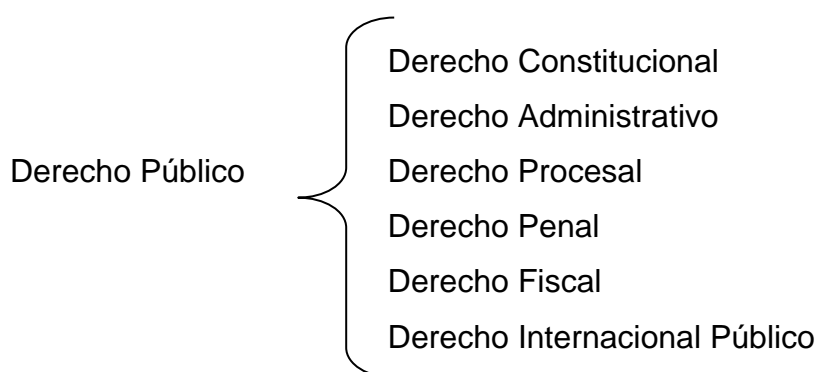 Derecho Público
Derecho Constitucional
Derecho Administrativo
Derecho Procesal
Derecho Penal
Derecho Fiscal
Derecho Internacional Público